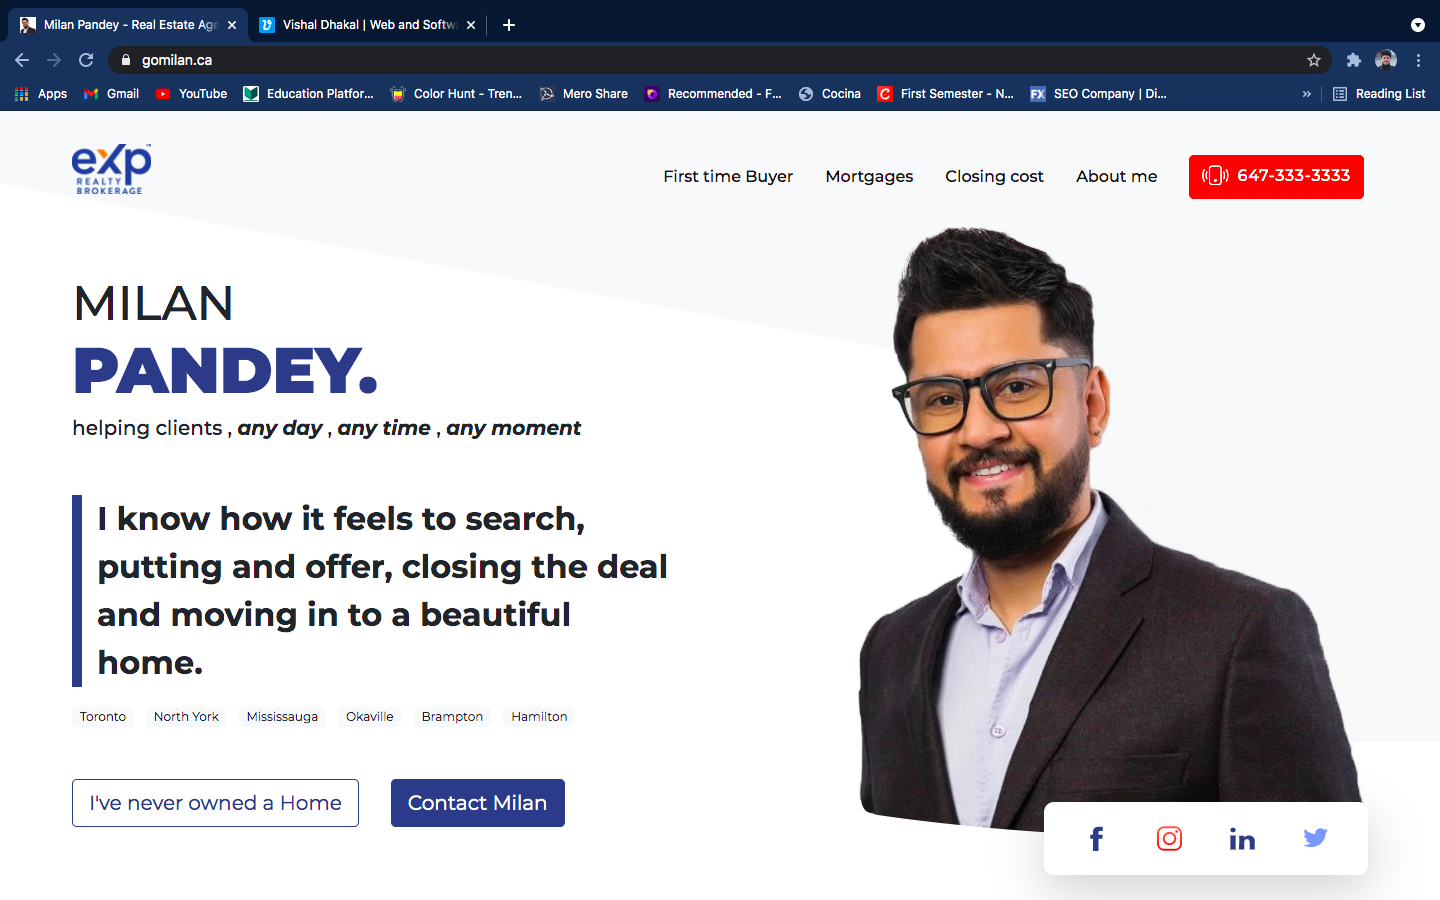 Milan Pandey - Real Estate Age
Vishal Dhakal | Web and Softw
gomilan.ca
Apps
Gmail
YouTube
Education Platfor...
Color Hunt - Tren...
Mero Share
Recommended - F...
Cocina
First Semester - N...
FX
SEO Company | Di...
»
Reading List
eXp™
REALTY
BROKERAGE
First time Buyer
Mortgages
Closing cost
About me
647-333-3333
MILAN
PANDEY.
helping clients , any day , any time , any moment
I know how it feels to search,
putting and offer, closing the deal
and moving in to a beautiful
home.
Toronto
North York
Mississauga
Okaville
Brampton
Hamilton
I've never owned a Home
Contact Milan